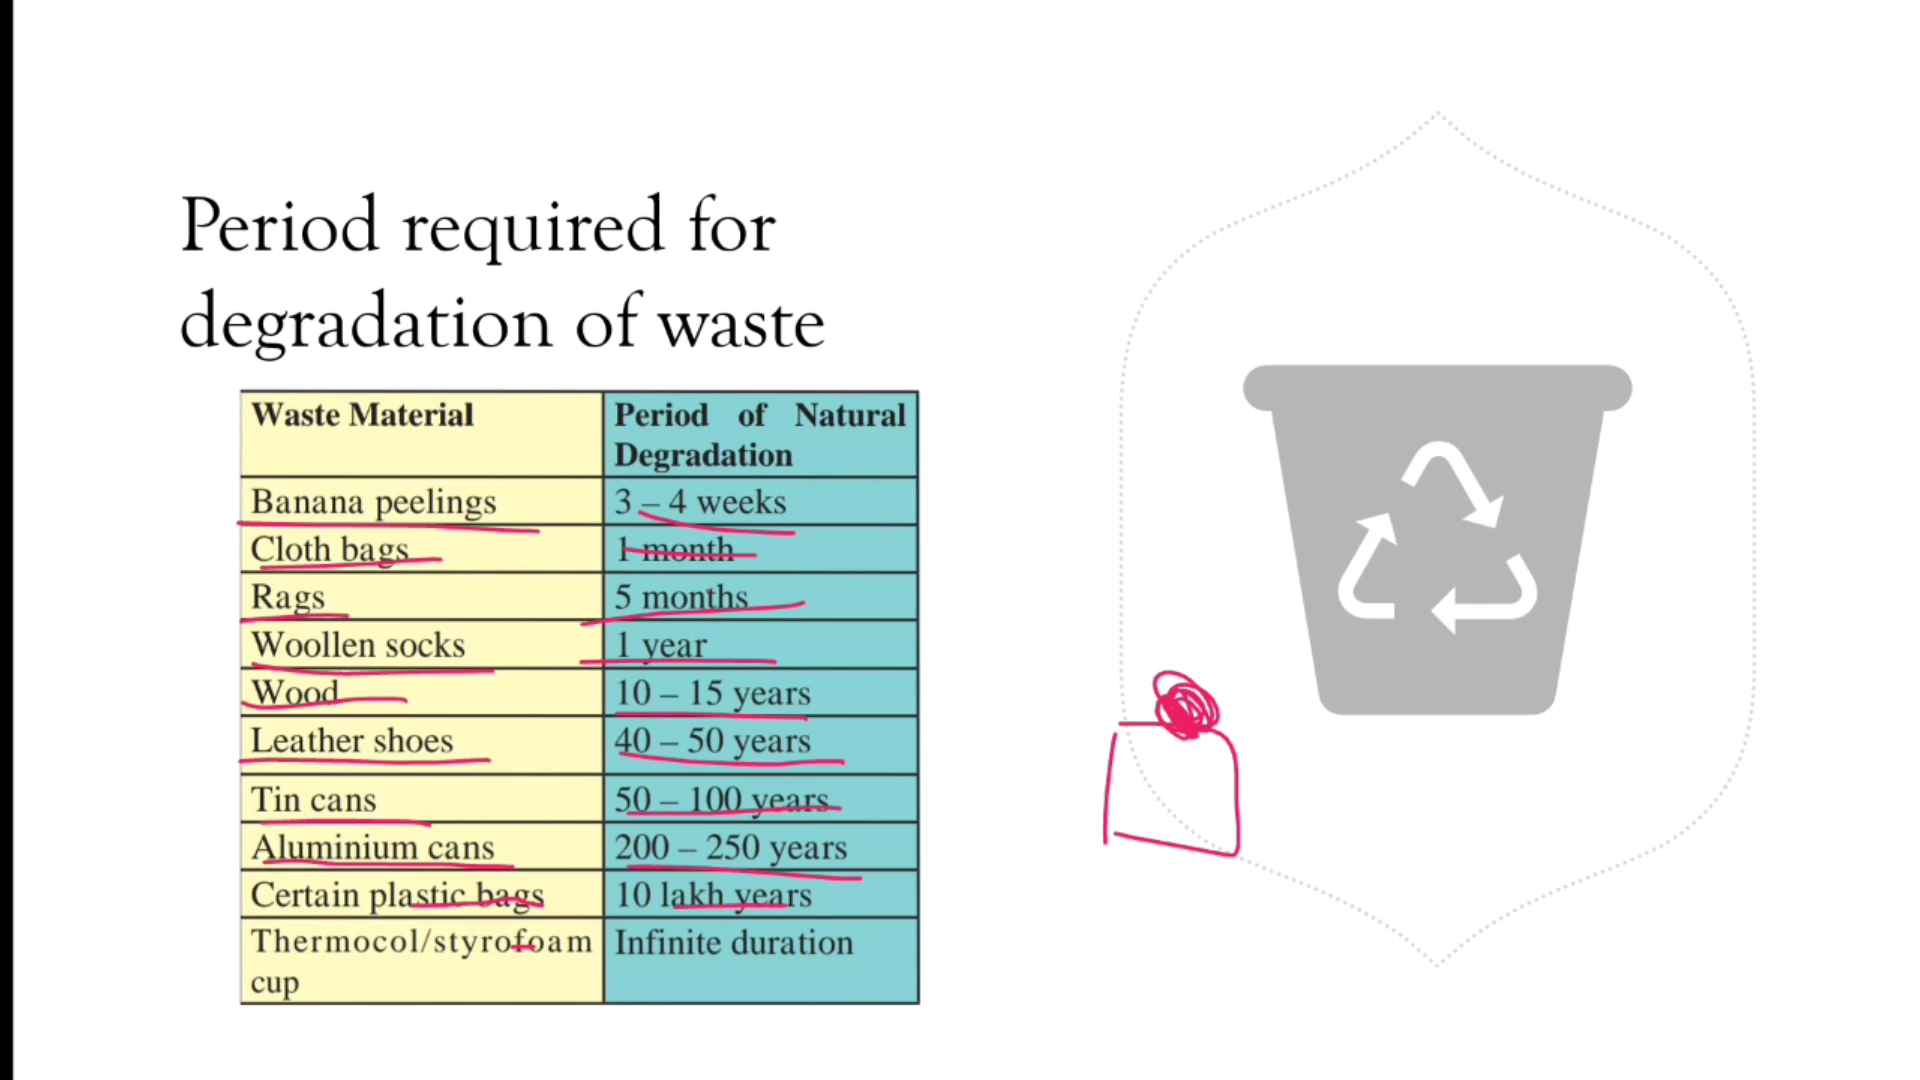 Period required for
degradation of waste
Waste Material
Period of Natural
Degradation
Banana peelings
3 – 4 weeks
Cloth bags
1 month
Rags
5 months
Woollen socks
1 year
Wood
10 – 15 years
Leather shoes
40 – 50 years
Tin cans
50 – 100 years
Aluminium cans
200 – 250 years
Certain plastic bags
10 lakh years
Thermocol/styrofoam
cup
Infinite duration